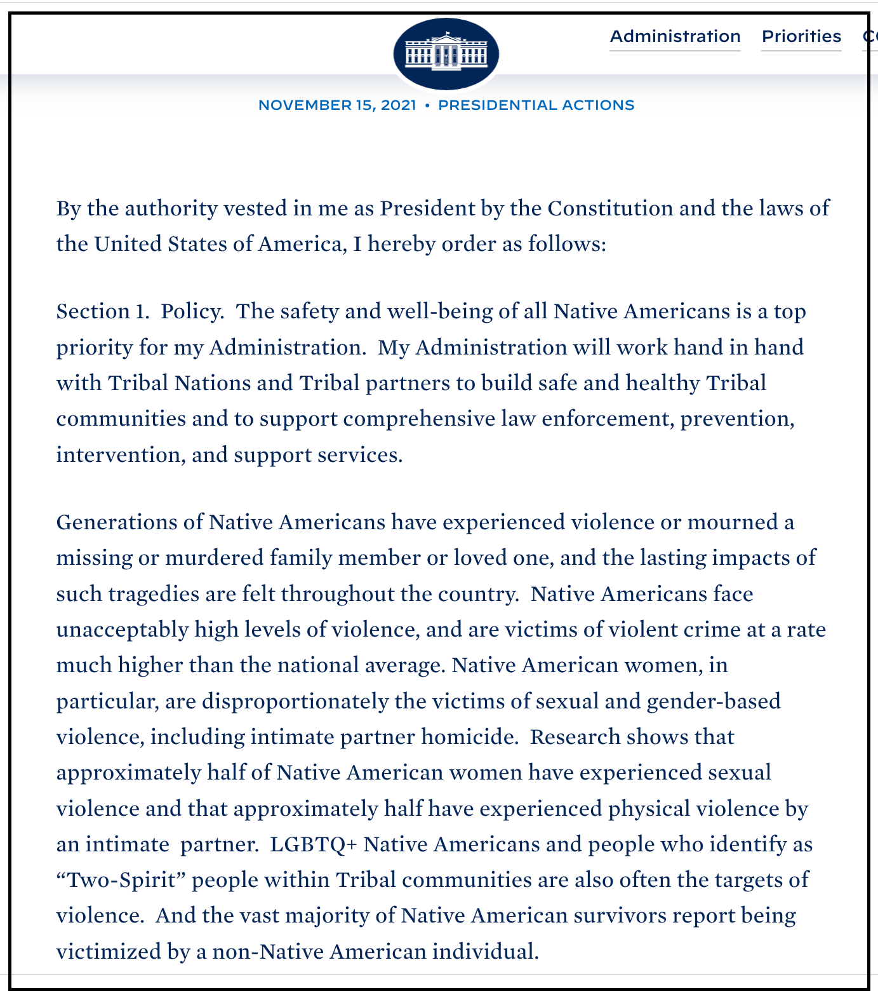 Administration Priorities
NOVEMBER 15, 2021 • PRESIDENTIAL ACTIONS
By the authority vested in me as President by the Constitution and the laws of
the United States of America, I hereby order as follows:
Section 1.  Policy.  The safety and well-being of all Native Americans is a top
priority for my Administration.  My Administration will work hand in hand
with Tribal Nations and Tribal partners to build safe and healthy Tribal
communities and to support comprehensive law enforcement, prevention,
intervention, and support services.
Generations of Native Americans have experienced violence or mourned a
missing or murdered family member or loved one, and the lasting impacts of
such tragedies are felt throughout the country.  Native Americans face
unacceptably high levels of violence, and are victims of violent crime at a rate
much higher than the national average. Native American women, in
particular, are disproportionately the victims of sexual and gender-based
violence, including intimate partner homicide.  Research shows that
approximately half of Native American women have experienced sexual
violence and that approximately half have experienced physical violence by
an intimate  partner.  LGBTQ+ Native Americans and people who identify as
“Two-Spirit” people within Tribal communities are also often the targets of
violence.  And the vast majority of Native American survivors report being
victimized by a non-Native American individual.